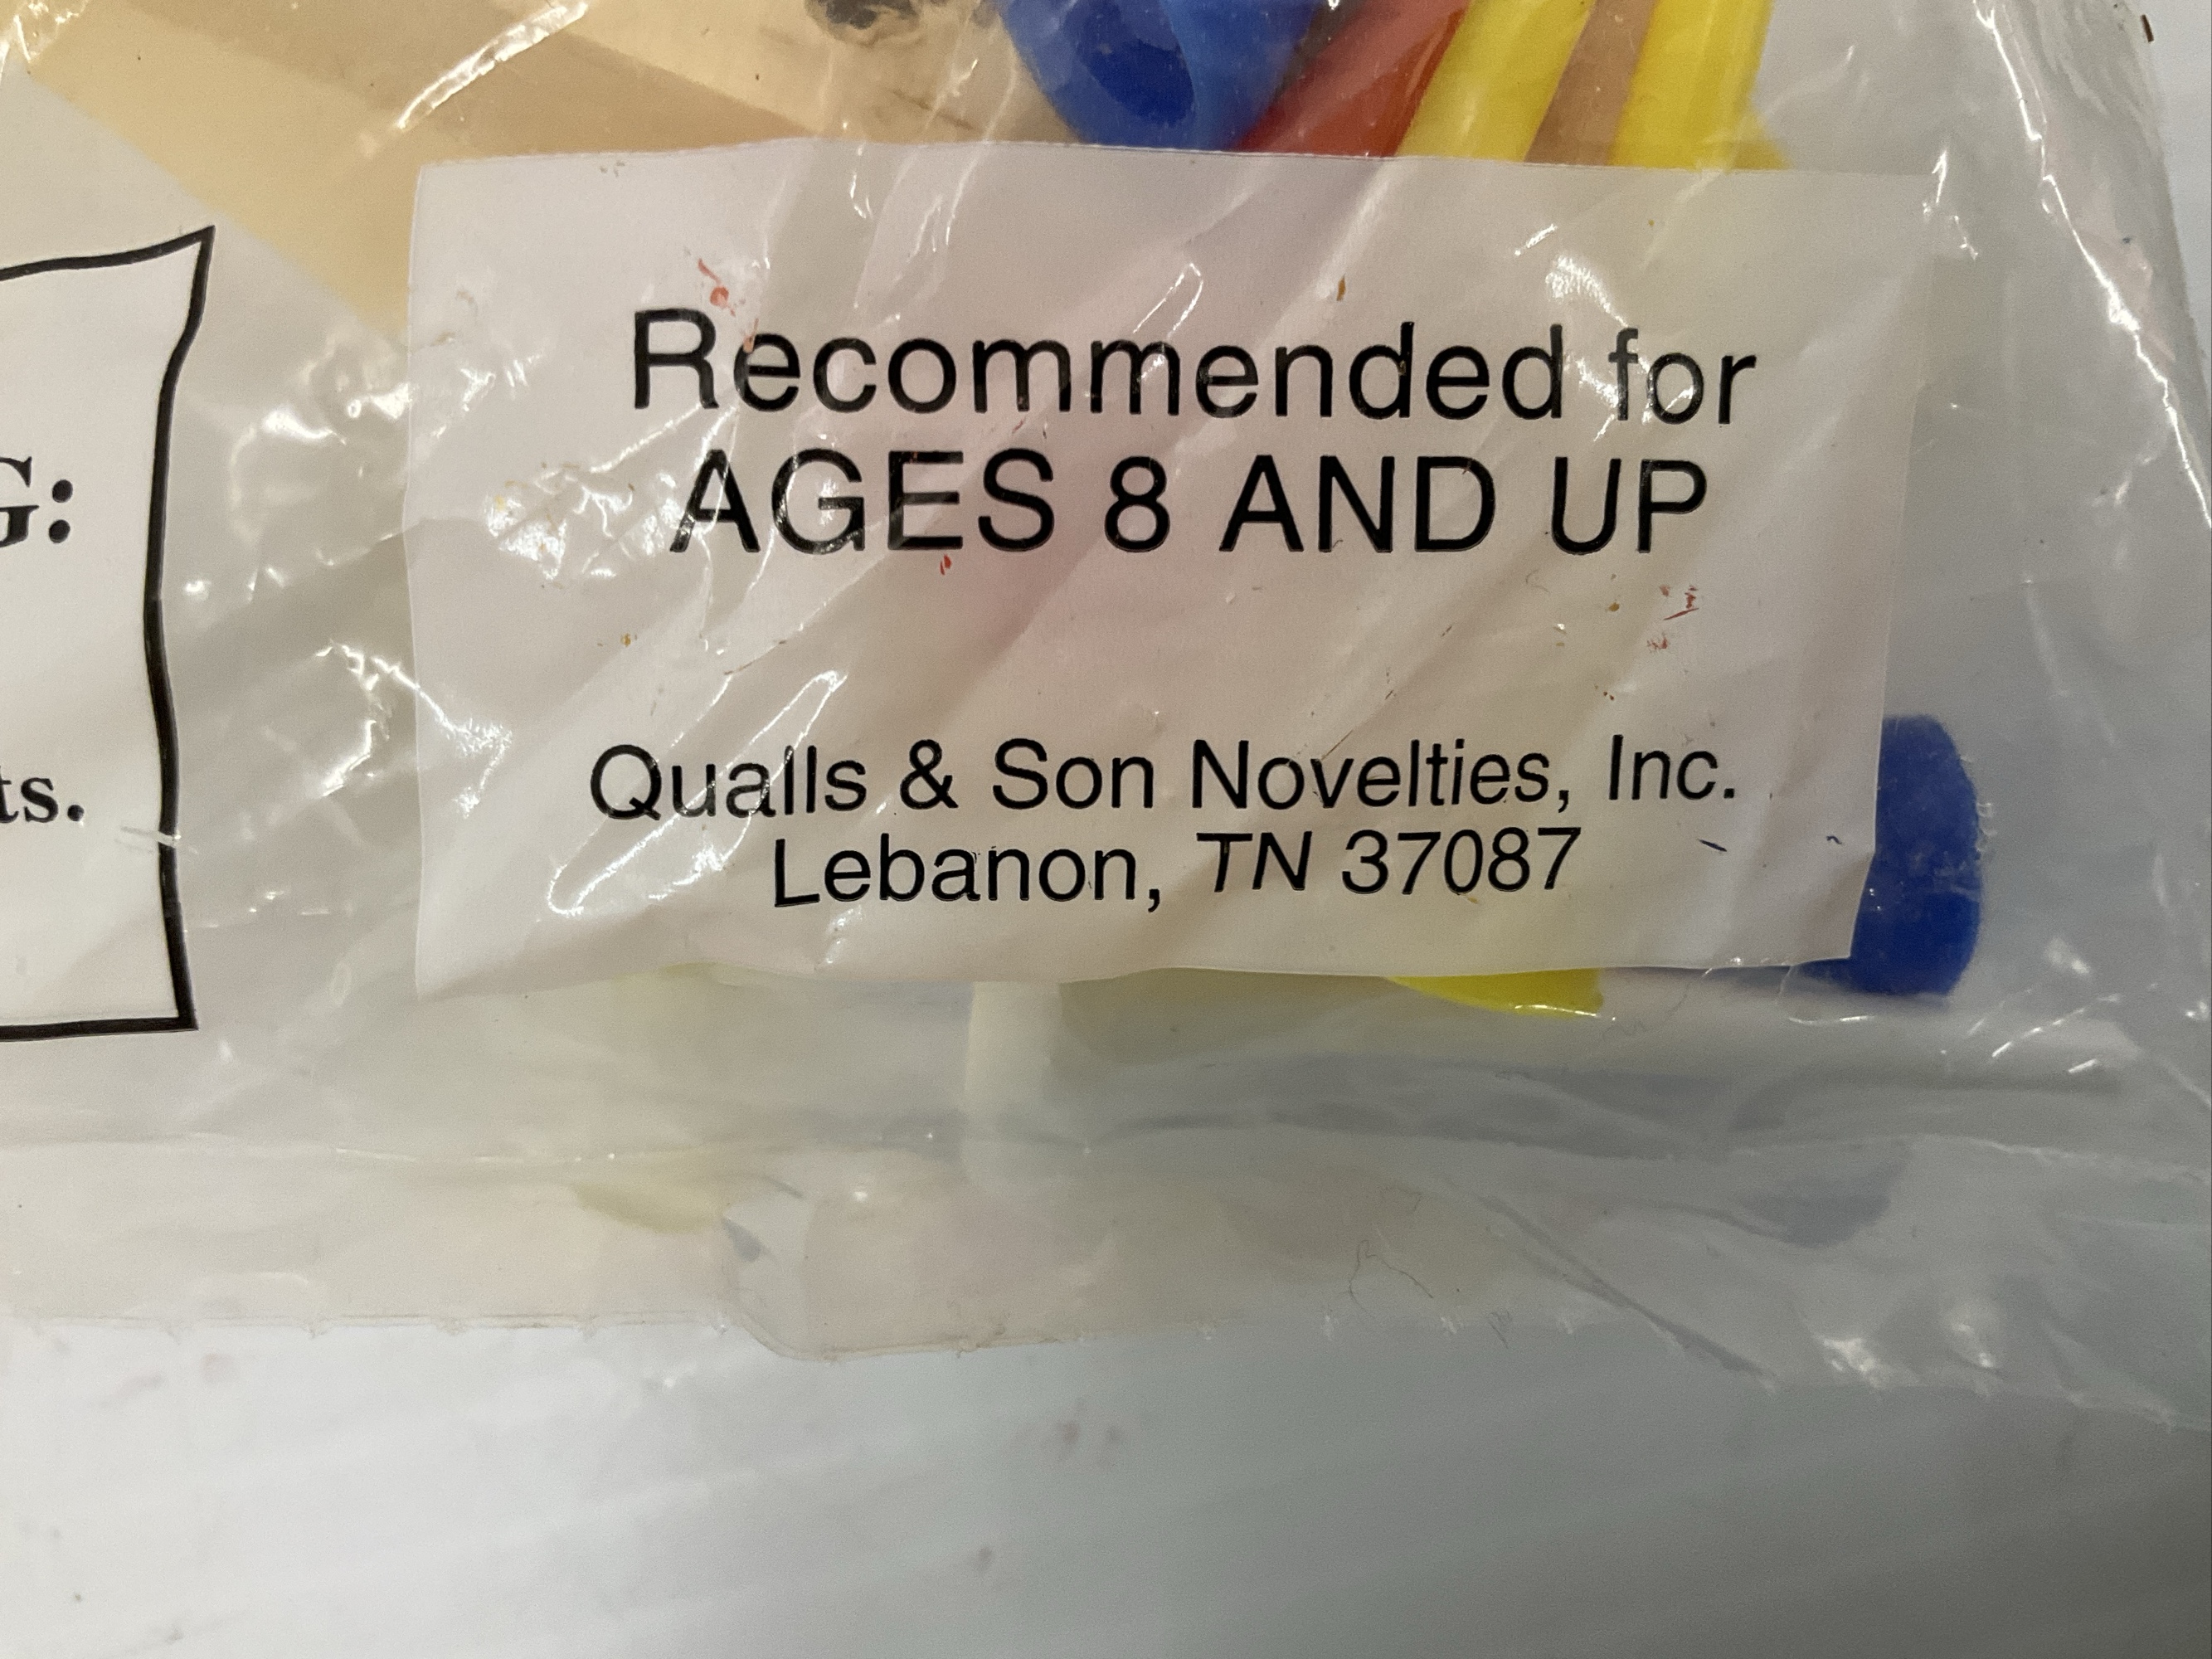 G:
ts.
Recommended for
AGES 8 AND UP
Qualls & Son Novelties, Inc.
Lebanon, TN 37087